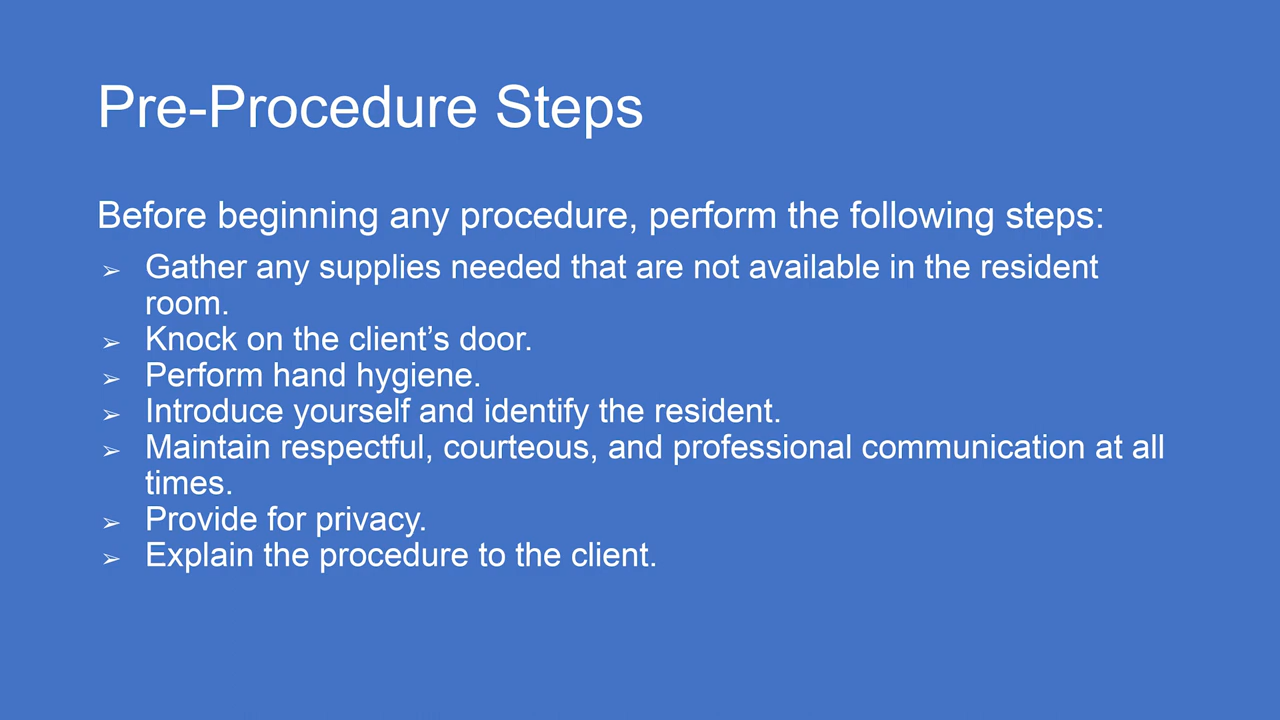 Pre-Procedure Steps
Before beginning any procedure, perform the following steps:
➢ Gather any supplies needed that are not available in the resident
room.
➢ Knock on the client’s door.
➢ Perform hand hygiene.
➢ Introduce yourself and identify the resident.
➢ Maintain respectful, courteous, and professional communication at all
times.
➢ Provide for privacy.
➢ Explain the procedure to the client.